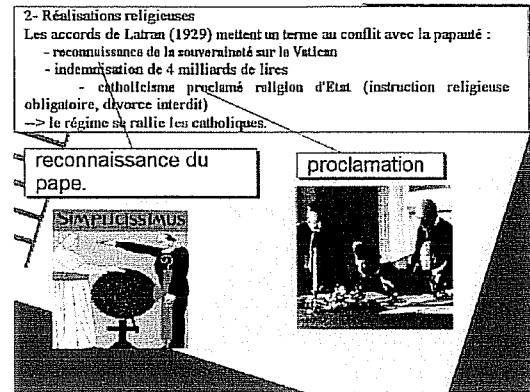 2- Réalisations religieuses
Les accords de Latran (1929) mettent un terme au conflit avec la papauté :
- reconnaissance de la souveraineté sur le Vatican
- indemnisation de 4 milliards de lires
- catholicisme proclamé religion d'Etat (instruction religieuse
obligatoire, divorce interdit)
--> le régime se rallie les catholiques.
reconnaissance du
pape.
proclamation
SIMPLICISSIMUS